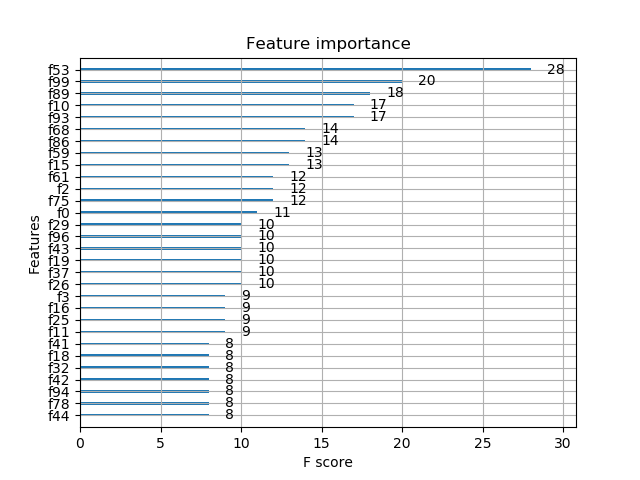 Feature importance
Features
f53 28
f99 20
f89 18
f10 17
f93 17
f68 14
f86 14
f59 13
f15 13
f61 12
f2 12
f75 12
f0 11
f29 10
f96 10
f43 10
f19 10
f37 10
f26 10
f3 9
f16 9
f25 9
f11 9
f41 8
f18 8
f32 8
f42 8
f94 8
f78 8
f44 8
0 5 10 15 20 25 30
F score